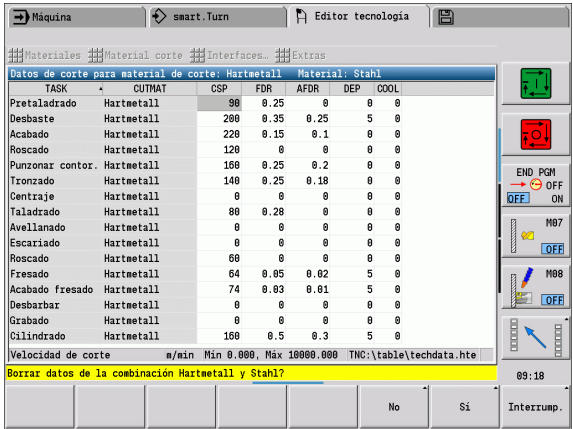 Máquina smart.Turn Editor tecnología
Materiales Material corte Interfaces… Extras
Datos de corte para material de corte: Hartmetall Material: Stahl
TASK CUTMAT CSP FDR AFDR DEP COOL
Pretaladrado Hartmetall 90 0.25 0 0 0
Desbaste Hartmetall 200 0.35 0.25 5 0
Acabado Hartmetall 220 0.15 0.1 0 0
Roscado Hartmetall 120 0 0 0 0
Punzonar contor. Hartmetall 160 0.25 0.2 0 0
Tronzado Hartmetall 140 0.25 0.18 0 0
Centraje Hartmetall 0 0 0 0 0
Taladrado Hartmetall 80 0.28 0 0 0
Avellanado Hartmetall 0 0 0 0 0
Escariado Hartmetall 0 0 0 0 0
Roscado Hartmetall 60 0 0 0 0
Fresado Hartmetall 64 0.05 0.02 5 0
Acabado fresado Hartmetall 74 0.03 0.01 5 0
Desbarbar Hartmetall 0 0 0 0 0
Grabado Hartmetall 0 0 0 0 0
Cilindrado Hartmetall 160 0.5 0.3 5 0
Velocidad de corte m/min Mín 0.000, Máx 10000.000 TNC:\table\techdata.hte
Borrar datos de la combinación Hartmetall y Stahl?
END PGM
OFF
OFF ON
M07
OFF
M08
OFF
09:18
No Sí Interrump.